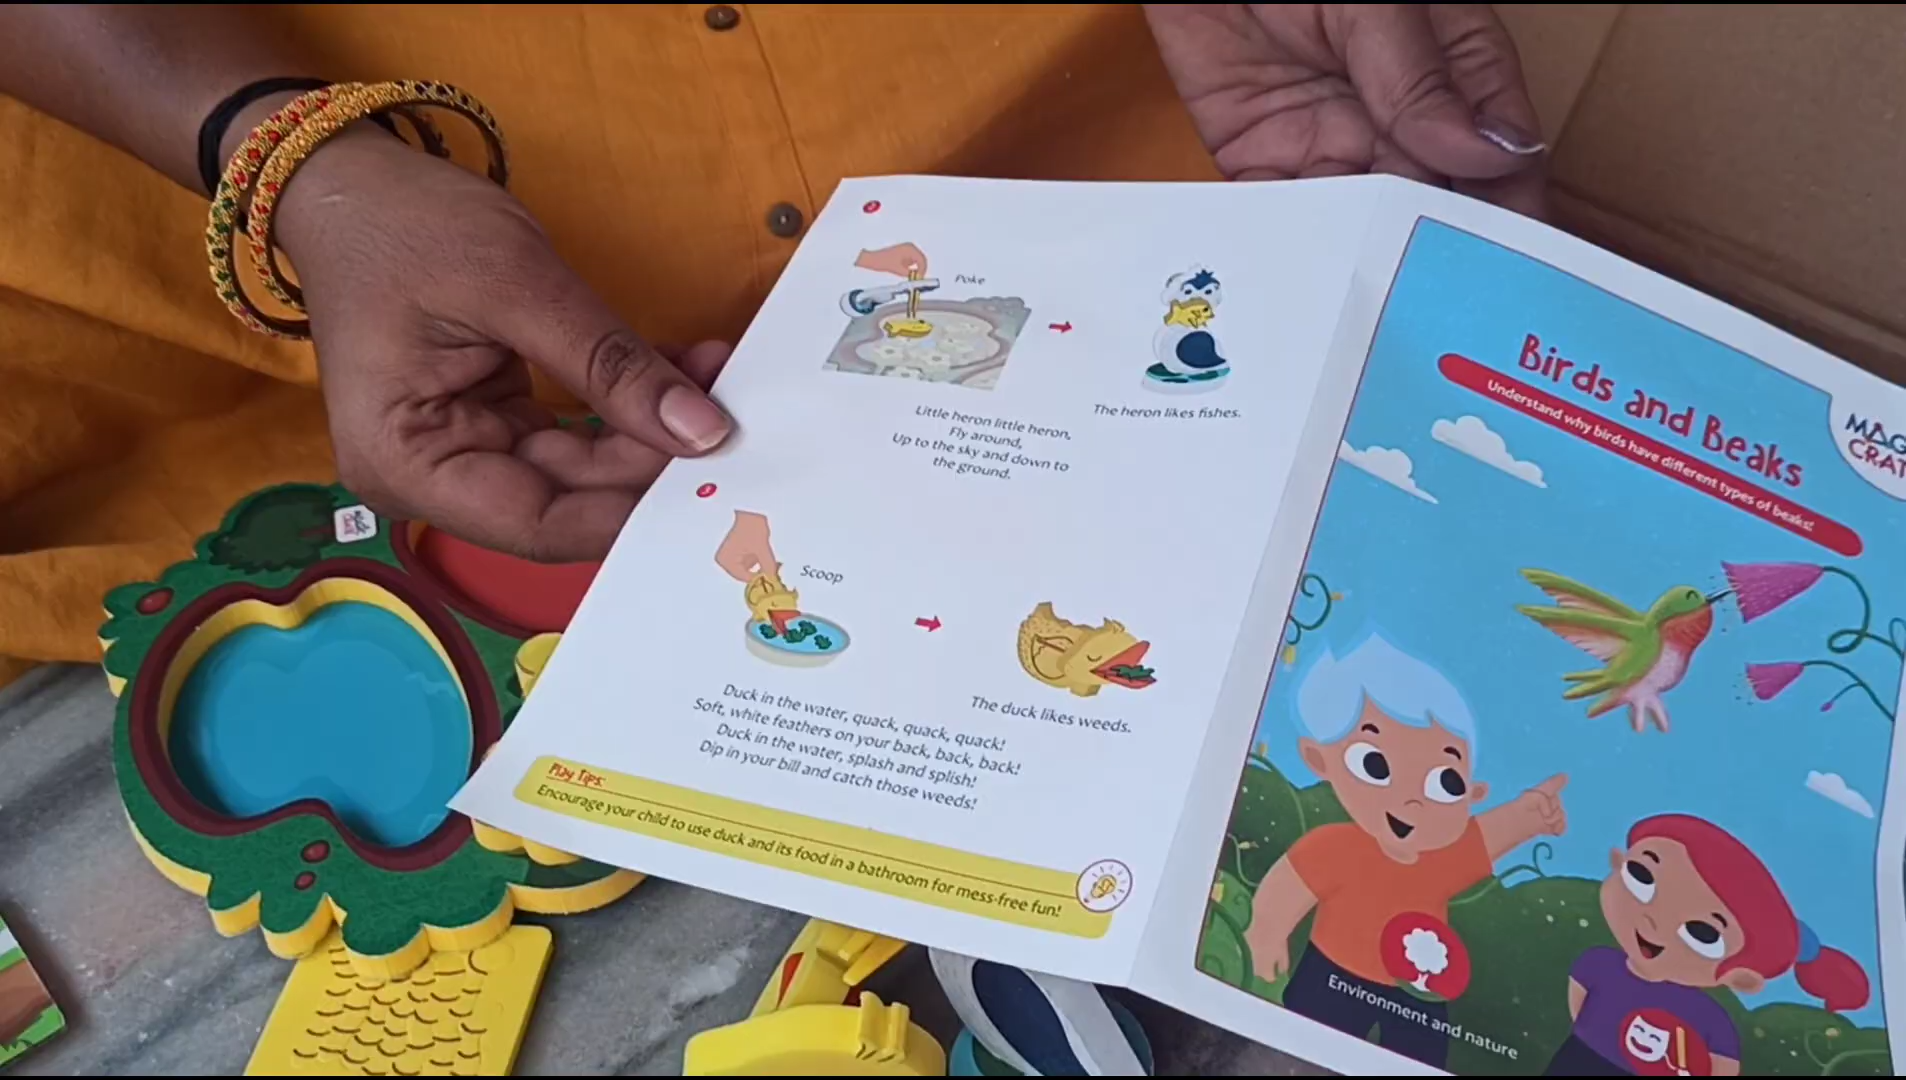 2
Poke
Little heron little heron,
Fly around,
Up to the sky and down to
the ground.
The heron likes fishes.
3
Scoop
Duck in the water, quack, quack, quack!
Soft, white feathers on your back, back, back!
Duck in the water, splash and splish!
Dip in your bill and catch those weeds!
The duck likes weeds.
Play Tips:
Encourage your child to use duck and its food in a bathroom for mess-free fun!
Birds and Beaks
Understand why birds have different types of beaks!
MAG
CRAT
Environment and nature